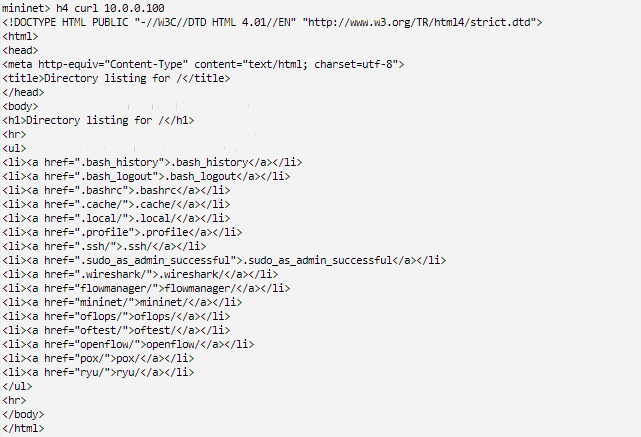 mininet> h4 curl 10.0.0.100
<!DOCTYPE HTML PUBLIC "-//W3C//DTD HTML 4.01//EN" "http://www.w3.org/TR/html4/strict.dtd">
<html>
<head>
<meta http-equiv="Content-Type" content="text/html; charset=utf-8">
<title>Directory listing for /</title>
</head>
<body>
<h1>Directory listing for /</h1>
<hr>
<ul>
<li><a href=".bash_history">.bash_history</a></li>
<li><a href=".bash_logout">.bash_logout</a></li>
<li><a href=".bashrc">.bashrc</a></li>
<li><a href=".cache/">.cache/</a></li>
<li><a href=".local/">.local/</a></li>
<li><a href=".profile">.profile</a></li>
<li><a href=".ssh/">.ssh/</a></li>
<li><a href=".sudo_as_admin_successful">.sudo_as_admin_successful</a></li>
<li><a href=".wireshark/">.wireshark/</a></li>
<li><a href="flowmanager/">flowmanager/</a></li>
<li><a href="mininet/">mininet/</a></li>
<li><a href="oflops/">oflops/</a></li>
<li><a href="oftest/">oftest/</a></li>
<li><a href="openflow/">openflow/</a></li>
<li><a href="pox/">pox/</a></li>
<li><a href="ryu/">ryu/</a></li>
</ul>
<hr>
</body>
</html>